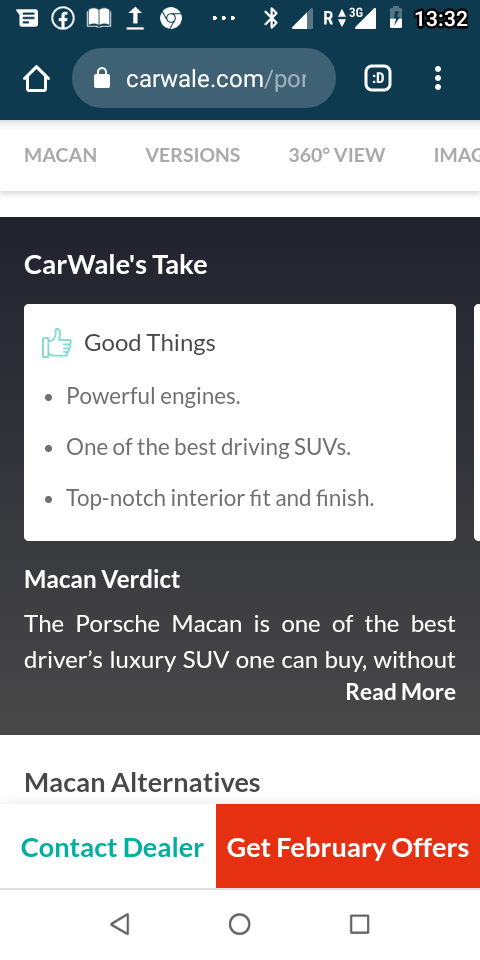 R 3G 13:32
carwale.com/por
:D
MACAN VERSIONS 360° VIEW IMAG
CarWale's Take
Good Things
• Powerful engines.
• One of the best driving SUVs.
• Top-notch interior fit and finish.
Macan Verdict
The Porsche Macan is one of the best
driver’s luxury SUV one can buy, without
Read More
Macan Alternatives
Contact Dealer Get February Offers